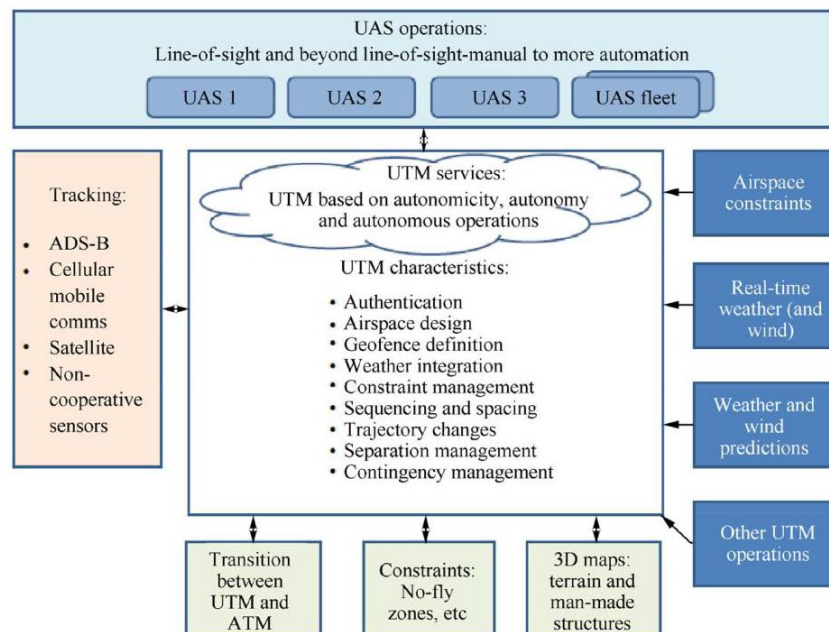 UAS operations:
Line-of-sight and beyond line-of-sight-manual to more automation
UAS 1
UAS 2
UAS 3
UAS fleet
Tracking:
• ADS-B
• Cellular
mobile
comms
• Satellite
• Non-
cooperative
sensors
UTM services:
UTM based on autonomicity, autonomy
and autonomous operations
UTM characteristics:
• Authentication
• Airspace design
• Geofence definition
• Weather integration
• Constraint management
• Sequencing and spacing
• Trajectory changes
• Separation management
• Contingency management
Airspace
constraints
Real-time
weather (and
wind)
Weather and
wind
predictions
Other UTM
operations
Transition
between
UTM and
ATM
Constraints:
No-fly
zones, etc
3D maps:
terrain and
man-made
structures